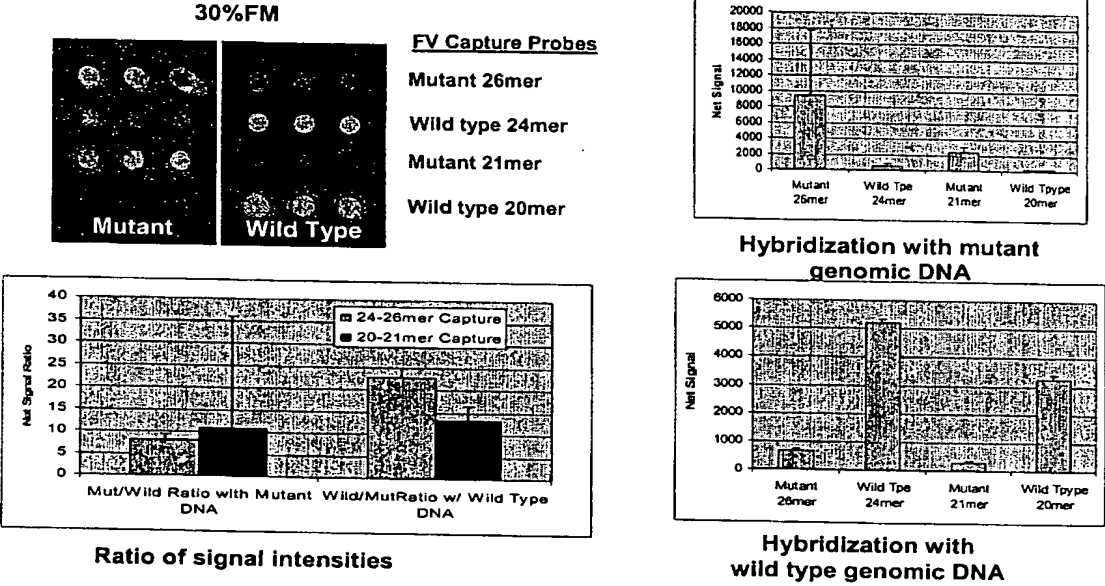 30%FM
FV Capture Probes
Mutant 26mer
Wild type 24mer
Mutant 21mer
Wild type 20mer
Mutant
Wild Type
20000
18000
16000
14000
12000
10000
8000
6000
4000
2000
0
Net Signal
Mutant
26mer
Wild Tpe
24mer
Mutant
21mer
Wild Tpype
20mer
Hybridization with mutant
genomic DNA
40
35
30
25
20
15
10
5
0
Net Signal Ratio
24-26mer Capture
20-21mer Capture
Mut/Wild Ratio with Mutant
DNA
Wild/MutRatio w/ Wild Type
DNA
Ratio of signal intensities
6000
5000
4000
3000
2000
1000
0
Net Signal
Mutant
26mer
Wild Tpe
24mer
Mutant
21mer
Wild Tpype
20mer
Hybridization with
wild type genomic DNA